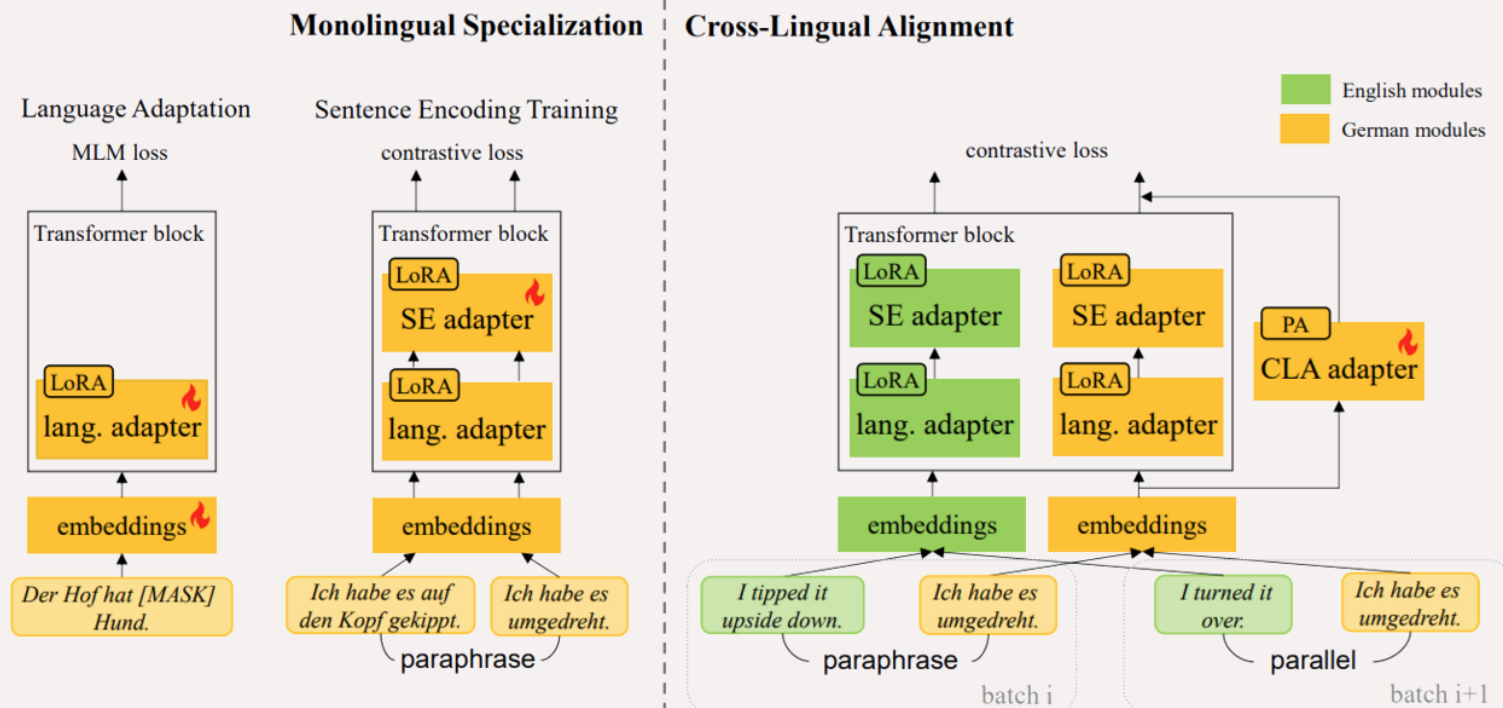 Monolingual Specialization
Cross-Lingual Alignment
Language Adaptation
MLM loss
Transformer block
LoRA
lang. adapter
embeddings
Der Hof hat [MASK]
Hund.
Sentence Encoding Training
contrastive loss
Transformer block
LoRA
SE adapter
LoRA
lang. adapter
embeddings
Ich habe es auf
den Kopf gekippt.
Ich habe es
umgedreht.
paraphrase
English modules
German modules
contrastive loss
Transformer block
LoRA
SE adapter
LoRA
SE adapter
LoRA
lang. adapter
LoRA
lang. adapter
PA
CLA adapter
embeddings
embeddings
I tipped it
upside down.
Ich habe es
umgedreht.
paraphrase
batch i
I turned it
over.
Ich habe es
umgedreht.
parallel
batch i+1